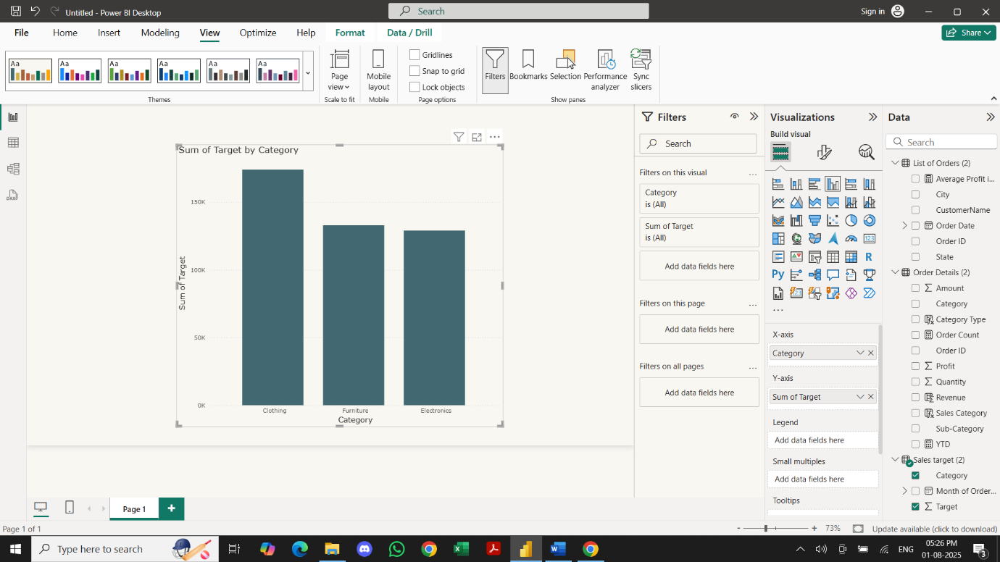 Untitled - Power BI Desktop
Search
Sign in
File
Home
Insert
Modeling
View
Optimize
Help
Format
Data / Drill
Share
Aa
Aa
Aa
Aa
Aa
Aa
Themes
Page view
Scale to fit
Mobile layout
Mobile
Gridlines
Snap to grid
Lock objects
Page options
Filters
Bookmarks
Selection
Performance analyzer
Sync slicers
Show panes
Sum of Target by Category
150K
100K
50K
0K
Sum of Target
Clothing
Furniture
Electronics
Category
Filters
Search
Filters on this visual
...
Category
is (All)
Sum of Target
is (All)
Add data fields here
Filters on this page
...
Add data fields here
Filters on all pages
...
Add data fields here
Visualizations
Build visual
123
R
Py
...
X-axis
Category
Y-axis
Sum of Target
Legend
Add data fields here
Small multiples
Add data fields here
Tooltips
Data
Search
List of Orders (2)
Average Profit i...
City
CustomerName
Order Date
Order ID
State
Order Details (2)
Amount
Category
Category Type
Order Count
Order ID
Profit
Quantity
Revenue
Sales Category
Sub-Category
YTD
Sales target (2)
Category
Month of Order...
Target
Page 1
Page 1 of 1
- + 73%
Update available (click to download)
Type here to search
ENG
05:26 PM
01-08-2025
3